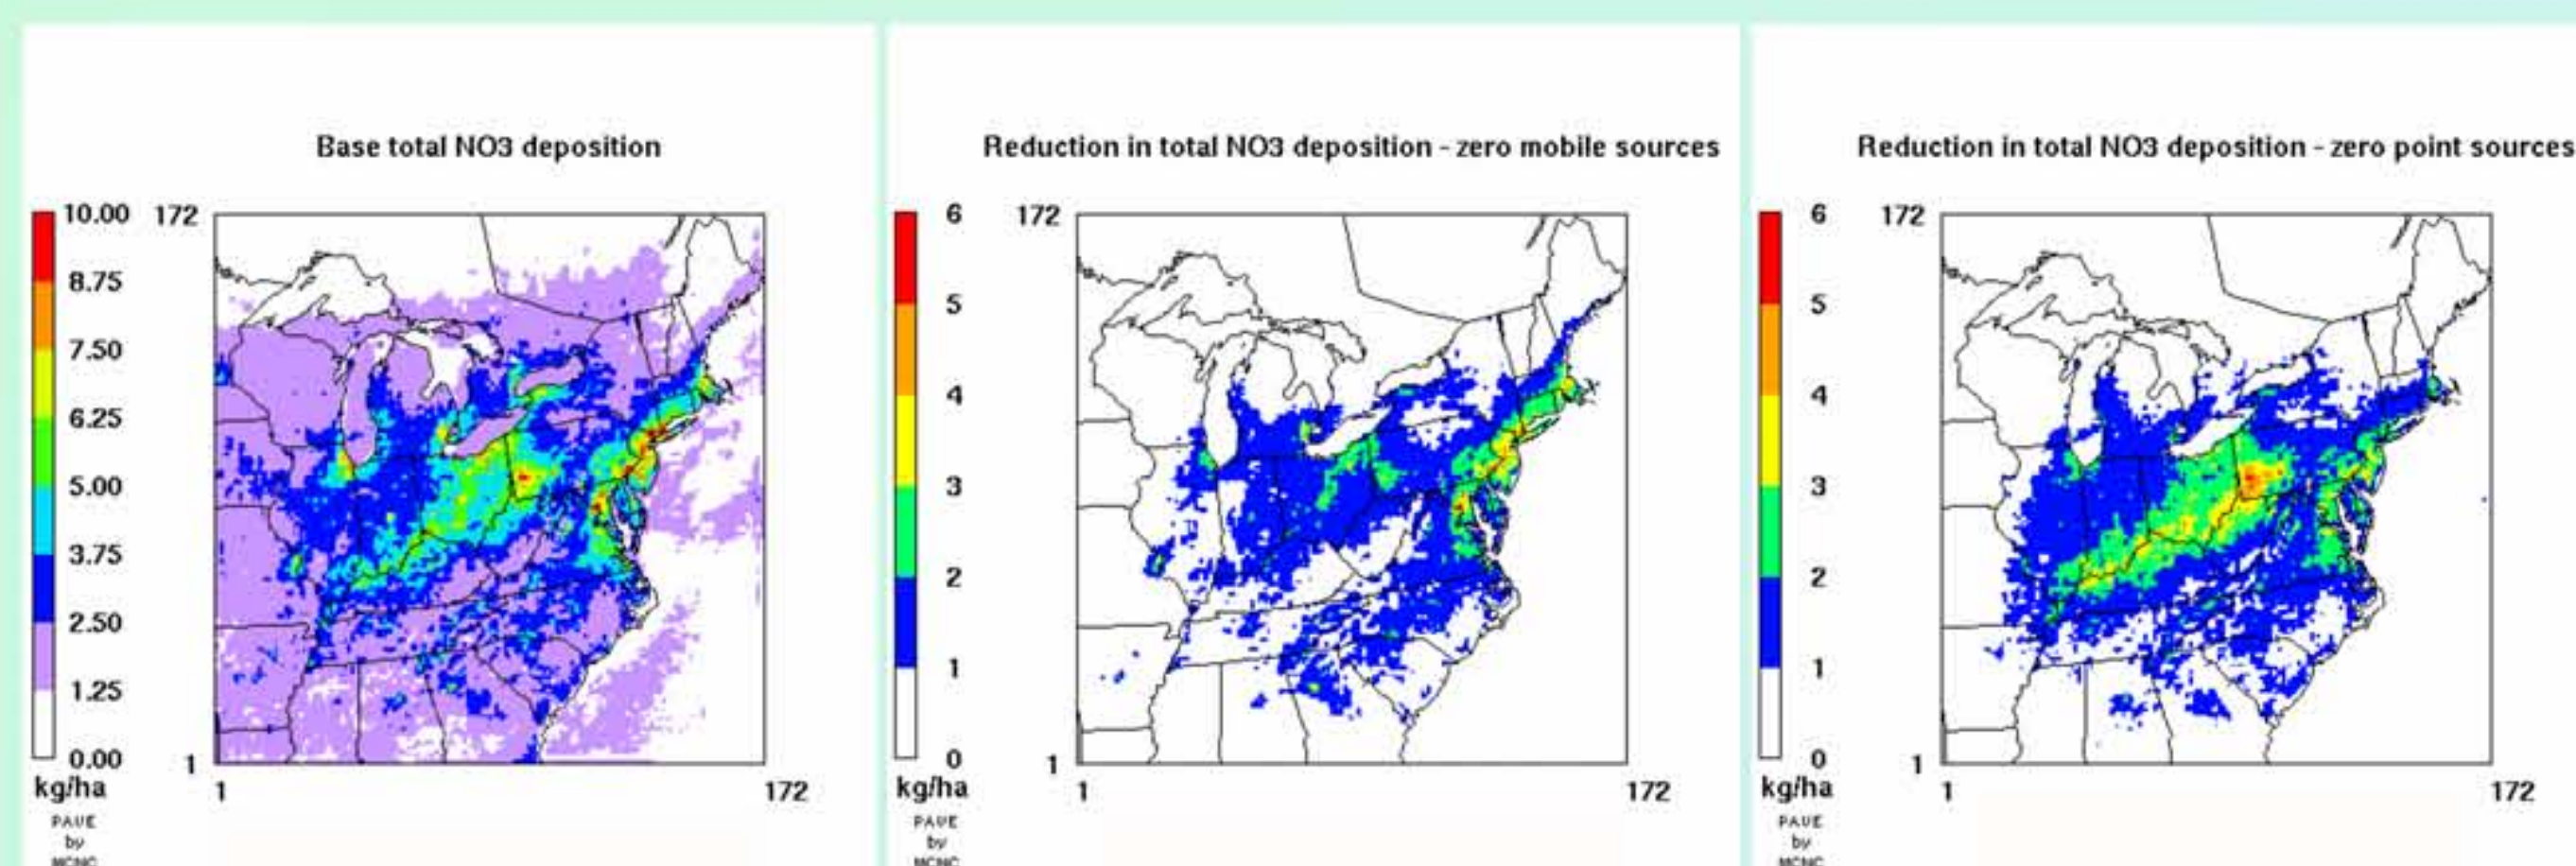 Base total NO3 deposition
10.00
8.75
7.50
6.25
5.00
3.75
2.50
1.25
0.00
kg/ha
172
1
1
172
PAVE
by
MCNC
Reduction in total NO3 deposition - zero mobile sources
6
5
4
3
2
1
0
kg/ha
172
1
1
172
PAVE
by
MCNC
Reduction in total NO3 deposition - zero point sources
6
5
4
3
2
1
0
kg/ha
172
1
1
172
PAVE
by
MCNC